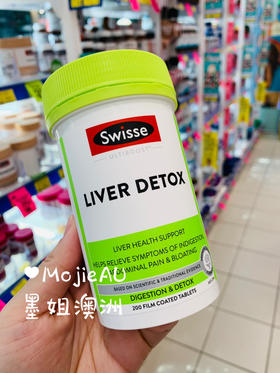 Swisse
ULTIVITE
LIVER DETOX
LIVER HEALTH SUPPORT
HELPS RELIEVE SYMPTOMS OF INDIGESTION
ABDOMINAL PAIN & BLOATING
BASED ON SCIENTIFIC & TRADITIONAL EVIDENCE
DIGESTION & DETOX
200 FILM COATED TABLETS
MojieAU
墨姐澳洲